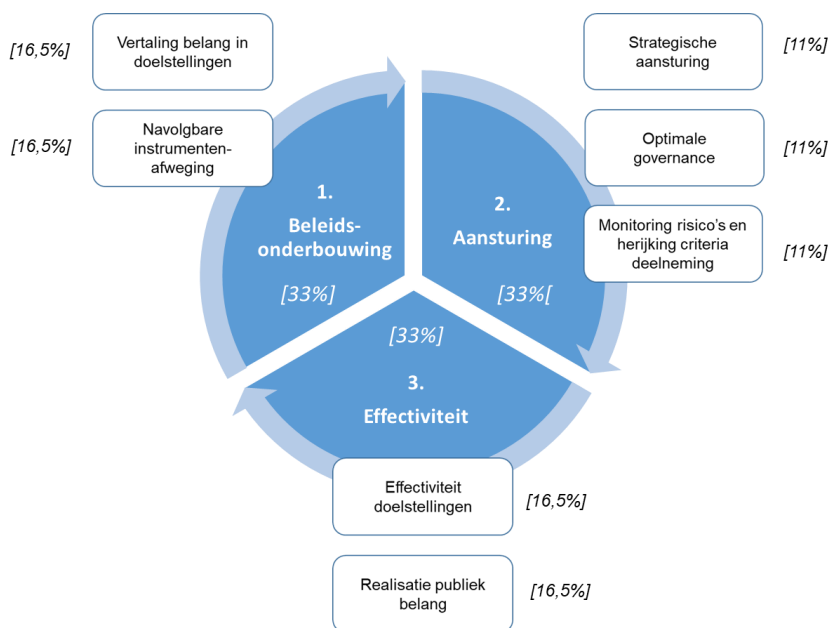 [16,5%]
Vertaling belang in
doelstellingen
[16,5%]
Navolgbare
instrumenten-
afweging
1.
Beleids-
onderbouwing
[33%]
Strategische
aansturing
[11%]
Optimale
governance
[11%]
Monitoring risico's en
herijking criteria
deelneming
[11%]
2.
Aansturing
[33%[
[33%]
3.
Effectiviteit
Effectiviteit
doelstellingen
[16,5%]
Realisatie publiek
belang
[16,5%]